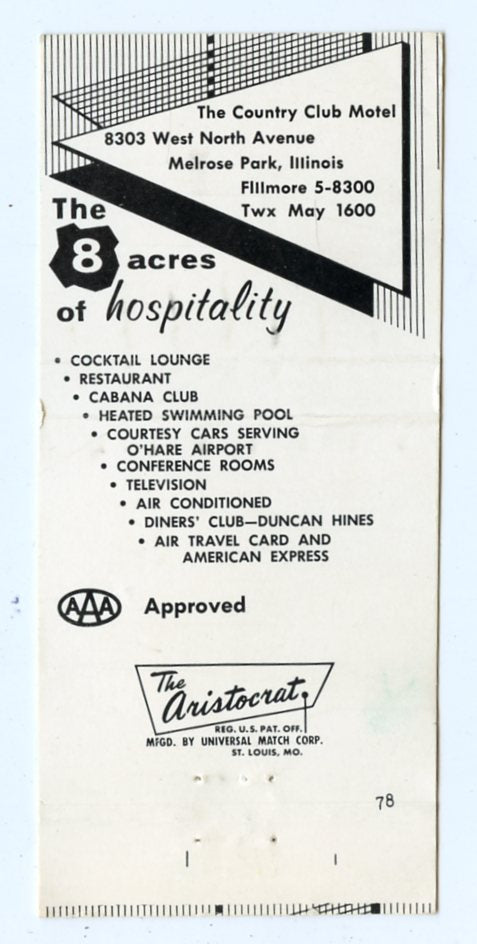 The Country Club Motel
8303 West North Avenue
Melrose Park, Illinois
FIllmore 5-8300
Twx May 1600
The
8 acres
of hospitality
• COCKTAIL LOUNGE
• RESTAURANT
• CABANA CLUB
• HEATED SWIMMING POOL
• COURTESY CARS SERVING
O'HARE AIRPORT
• CONFERENCE ROOMS
• TELEVISION
• AIR CONDITIONED
• DINERS' CLUB—DUNCAN HINES
• AIR TRAVEL CARD AND
AMERICAN EXPRESS
AAA Approved
The
Aristocrat
REG. U.S. PAT. OFF.
MFGD. BY UNIVERSAL MATCH CORP.
ST. LOUIS, MO.
78